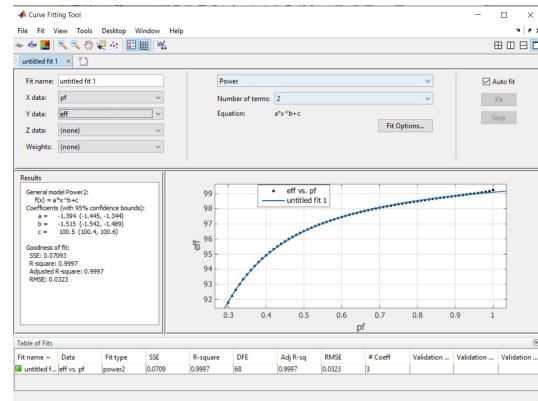 Curve Fitting Tool
File Fit View Tools Desktop Window Help
untitled fit 1
Fit name: untitled fit 1
X data: pf
Y data: eff
Z data: (none)
Weights: (none)
Power
Number of terms: 2
Equation: a*x^b+c
Fit Options...
Auto fit
Fit
Stop
Results
General model Power2:
f(x) = a*x^b+c
Coefficients (with 95% confidence bounds):
a = -1.394 (-1.445, -1.344)
b = -1.515 (-1.542, -1.489)
c = 100.5 (100.4, 100.6)
Goodness of fit:
SSE: 0.07093
R-square: 0.9997
Adjusted R-square: 0.9997
RMSE: 0.0323
eff vs. pf
untitled fit 1
99
98
97
96
95
94
93
92
eff
0.3 0.4 0.5 0.6 0.7 0.8 0.9 1
pf
Table of Fits
Fit name Data Fit type SSE R-square DFE Adj R-sq RMSE # Coeff Validation ... Validation ... Validation ...
untitled f... eff vs. pf power2 0.0709 0.9997 68 0.9997 0.0323 3